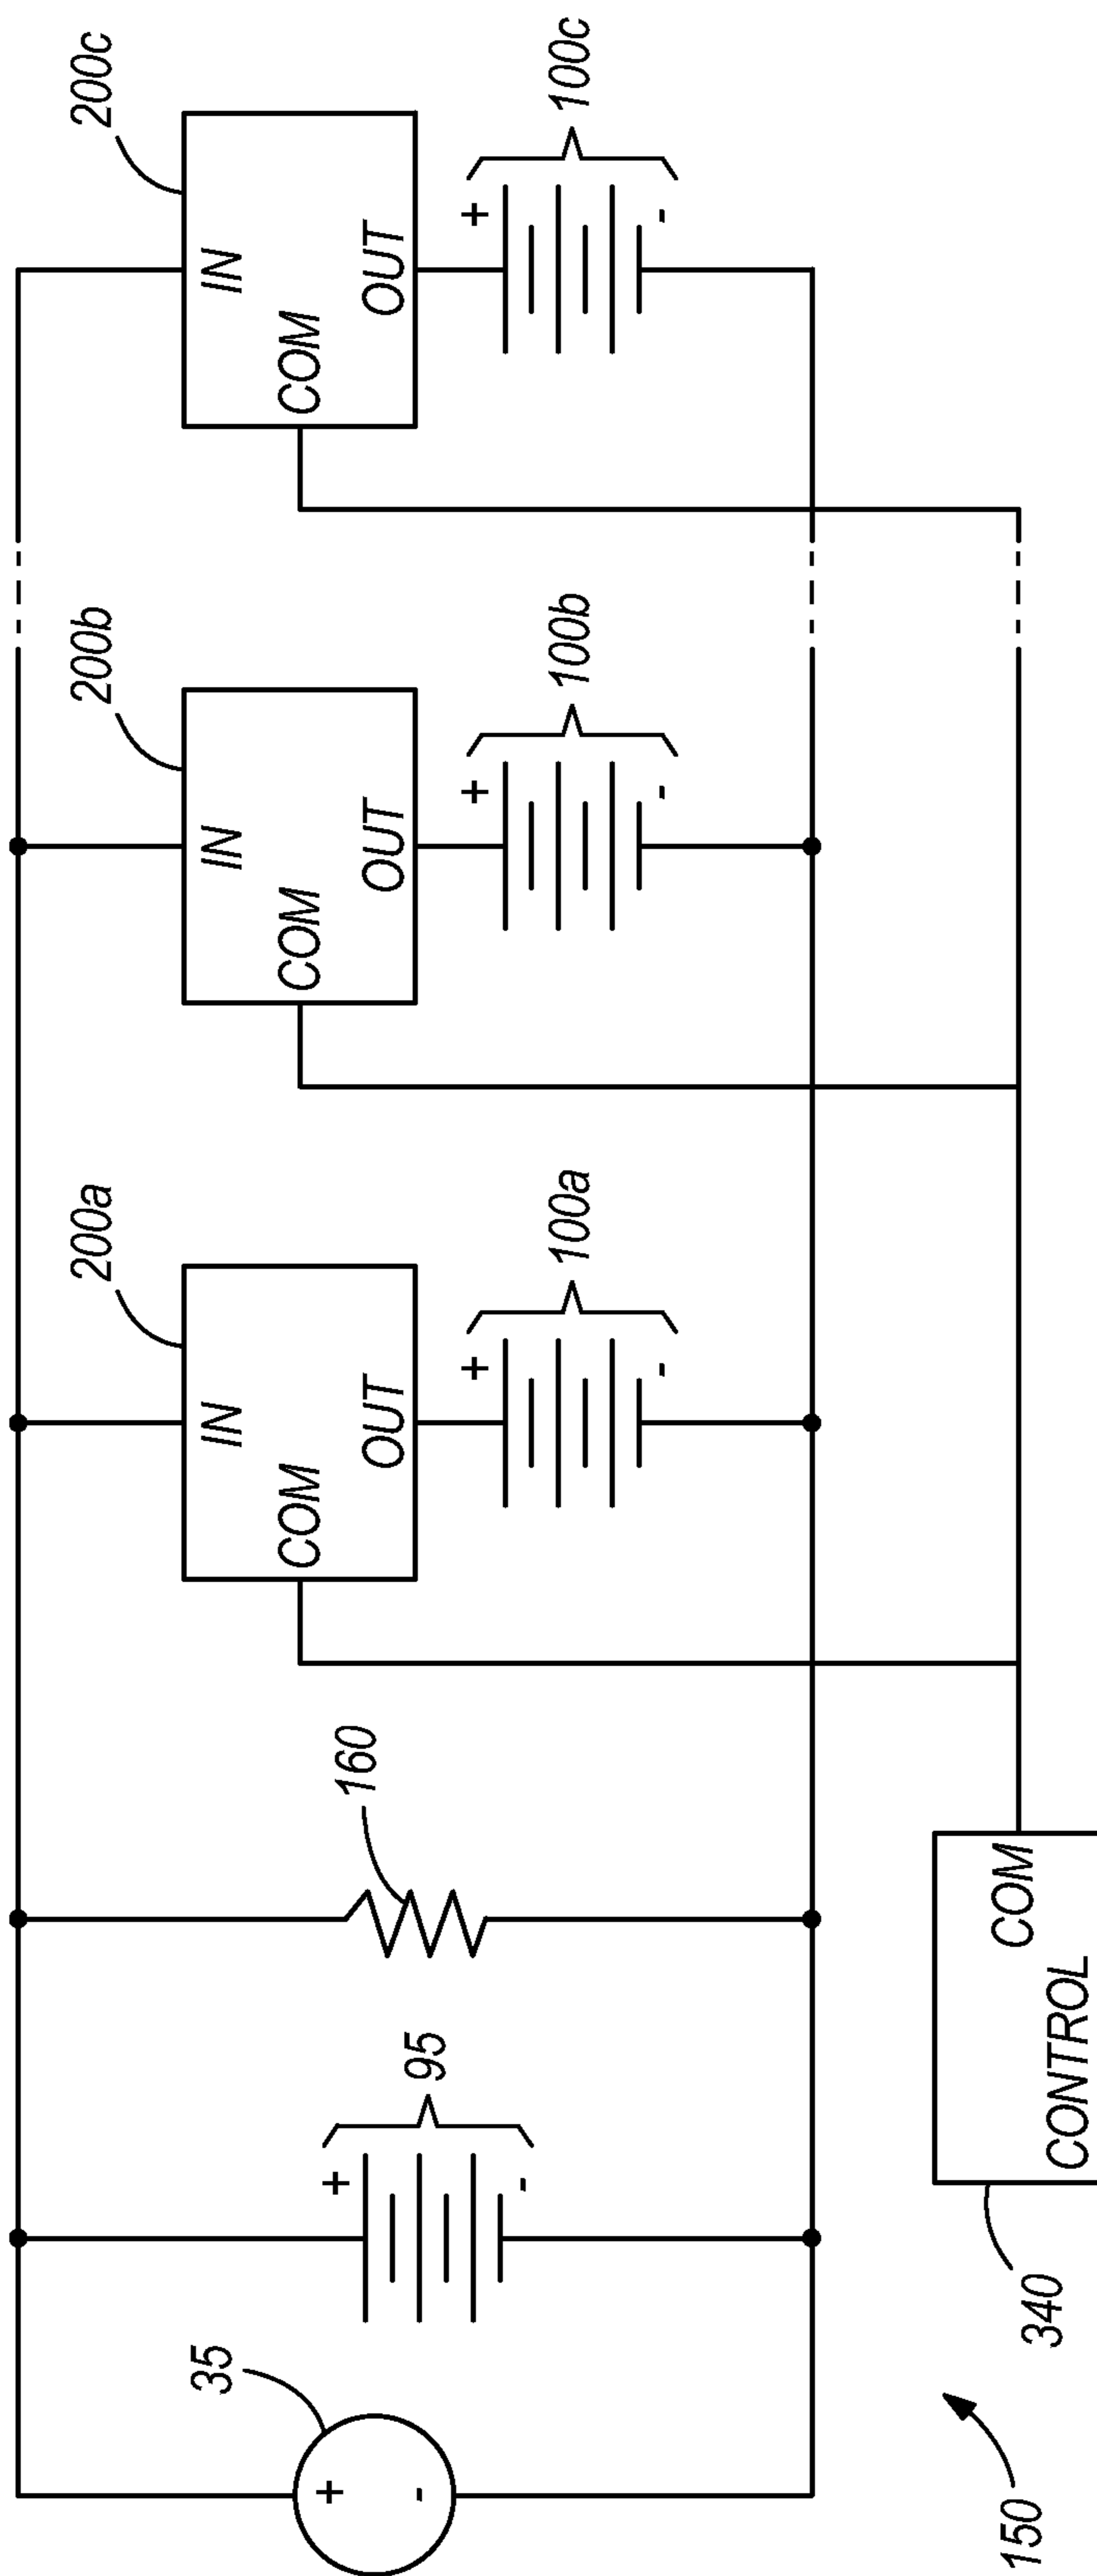 200a
200b
200c
IN
COM
OUT
IN
COM
OUT
IN
COM
OUT
35
+
-
+
-
95
160
+
-
100a
+
-
100b
+
-
100c
COM
CONTROL
340
150